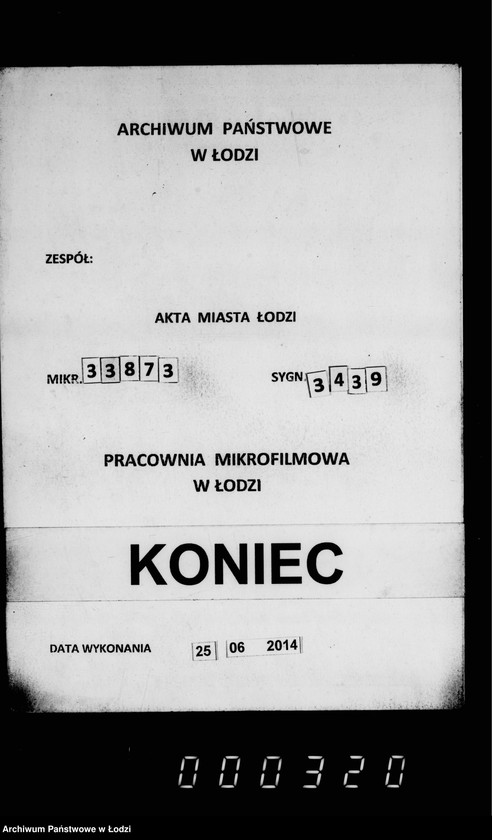 ARCHIWUM PAŃSTWOWE
W ŁODZI
ZESPÓŁ:
AKTA MIASTA ŁODZI
MIKR. 33873 SYGN. 3439
PRACOWNIA MIKROFILMOWA
W ŁODZI
KONIEC
DATA WYKONANIA 25 06 2014
000320
Archiwum Państwowe w Łodzi